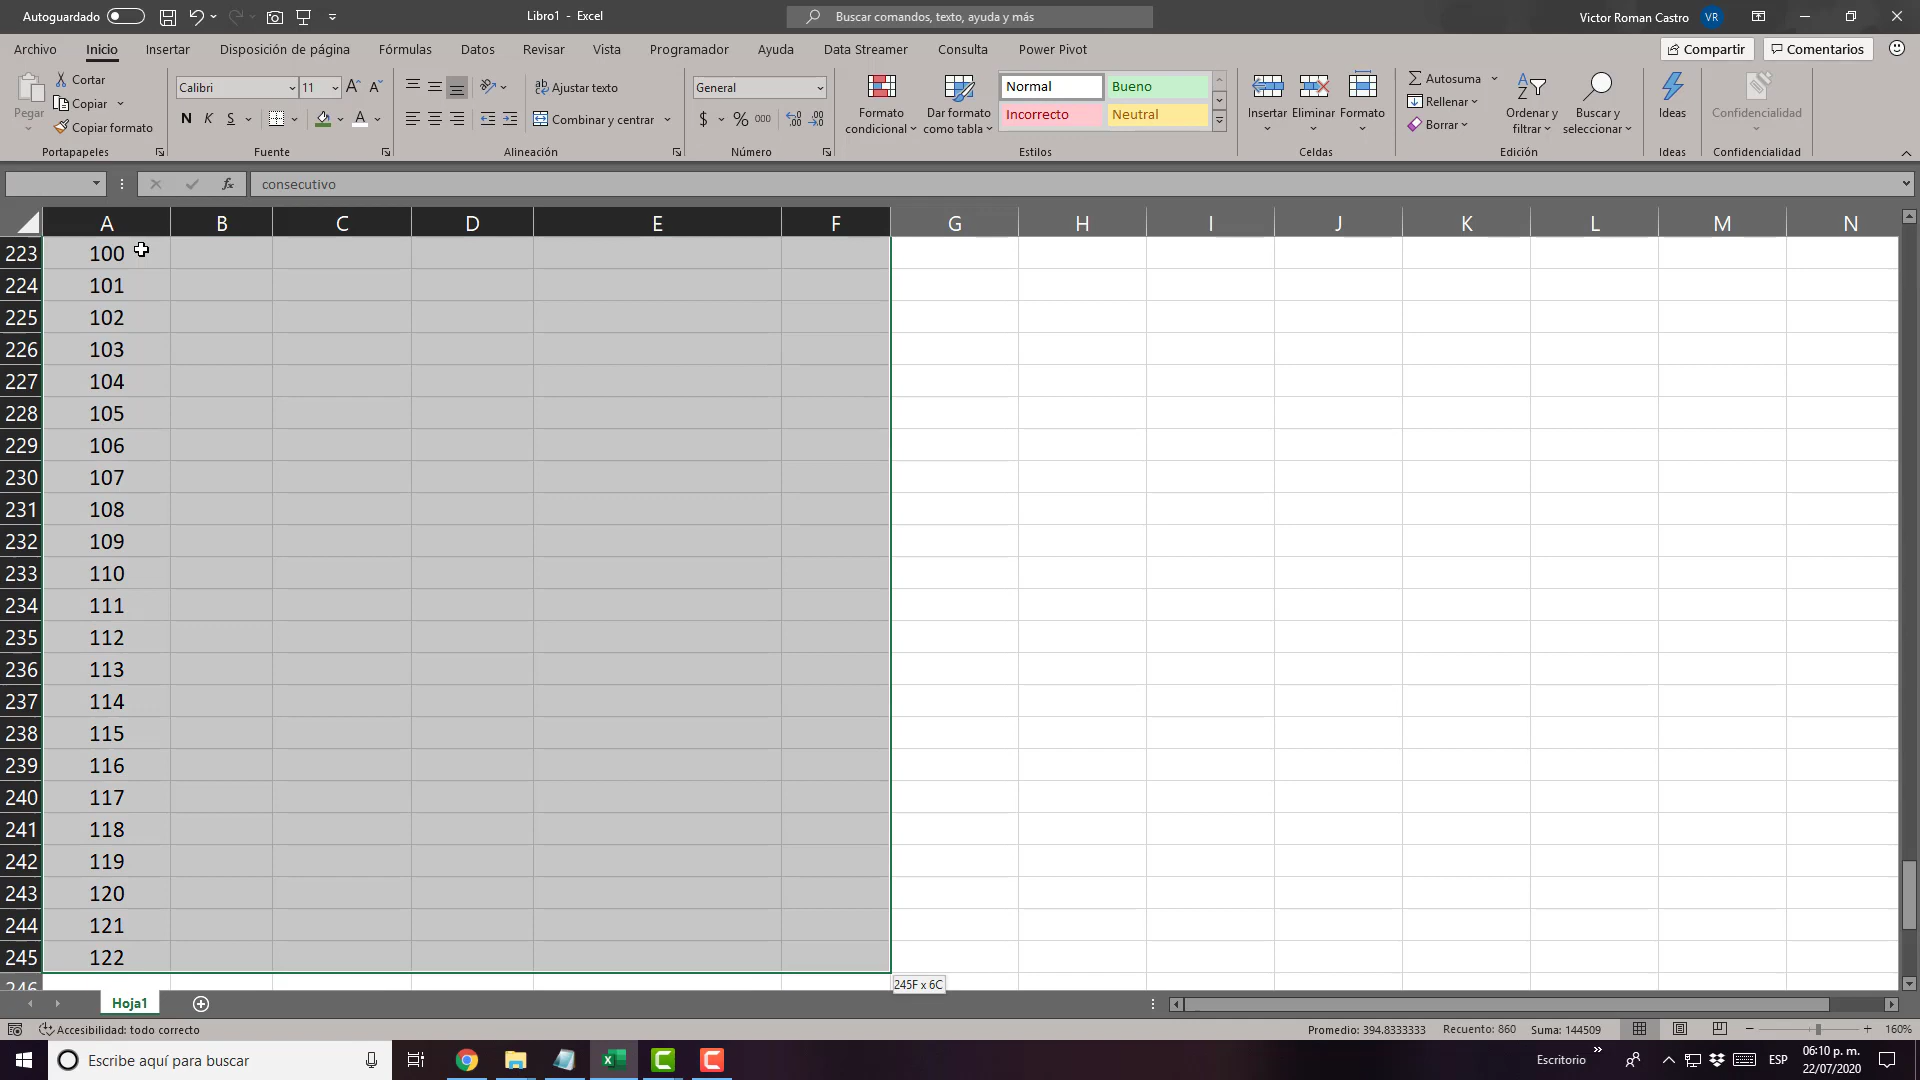 Autoguardado
Libro1 - Excel
Buscar comandos, texto, ayuda y más
Victor Roman Castro VR
Archivo Inicio Insertar Disposición de página Fórmulas Datos Revisar Vista Programador Ayuda Data Streamer Consulta Power Pivot Compartir Comentarios
Pegar
Cortar
Copiar
Copiar formato
Portapapeles
Calibri 11
N K S
Fuente
Ajustar texto
Combinar y centrar
Alineación
General
$ % 000
Número
Formato condicional
Dar formato como tabla
Normal Bueno
Incorrecto Neutral
Estilos
Insertar Eliminar Formato
Celdas
Autosuma
Rellenar
Borrar
Ordenar y filtrar
Buscar y seleccionar
Edición
Ideas
Ideas
Confidencialidad
Confidencialidad
fx consecutivo
A B C D E F G H I J K L M N
223 100
224 101
225 102
226 103
227 104
228 105
229 106
230 107
231 108
232 109
233 110
234 111
235 112
236 113
237 114
238 115
239 116
240 117
241 118
242 119
243 120
244 121
245 122
246
245F x 6C
Hoja1
Accesibilidad: todo correcto
Promedio: 394.8333333 Recuento: 860 Suma: 144509 160%
Escribe aquí para buscar
Escritorio
ESP
06:10 p. m.
22/07/2020